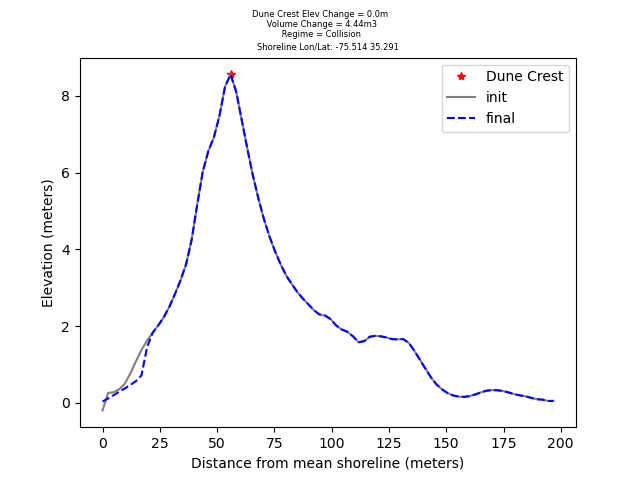 Dune Crest Elev Change = 0.0m
Volume Change = 4.44m3
Regime = Collision
Shoreline Lon/Lat: -75.514 35.291
Dune Crest
init
final
Elevation (meters)
8
6
4
2
0
0 25 50 75 100 125 150 175 200
Distance from mean shoreline (meters)